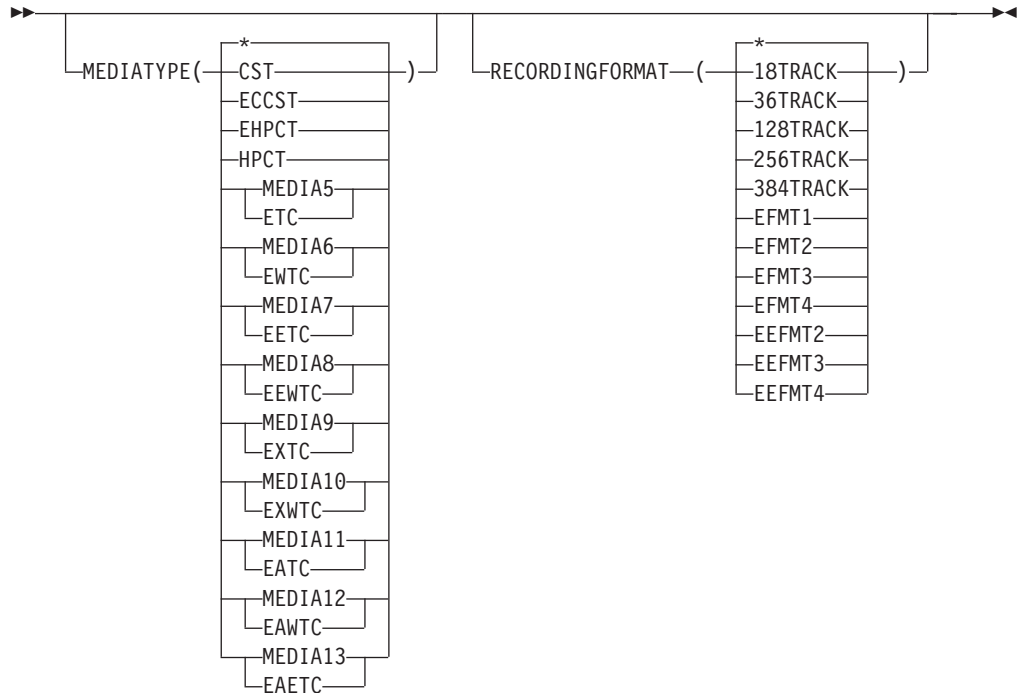 MEDIATYPE( * )
CST
ECCST
EHPCT
HPCT
MEDIA5
ETC
MEDIA6
EWTC
MEDIA7
EETC
MEDIA8
EEWTC
MEDIA9
EXTC
MEDIA10
EXWTC
MEDIA11
EATC
MEDIA12
EAWTC
MEDIA13
EAETC
RECORDINGFORMAT ( * )
18TRACK
36TRACK
128TRACK
256TRACK
384TRACK
EFMT1
EFMT2
EFMT3
EFMT4
EEFMT2
EEFMT3
EEFMT4